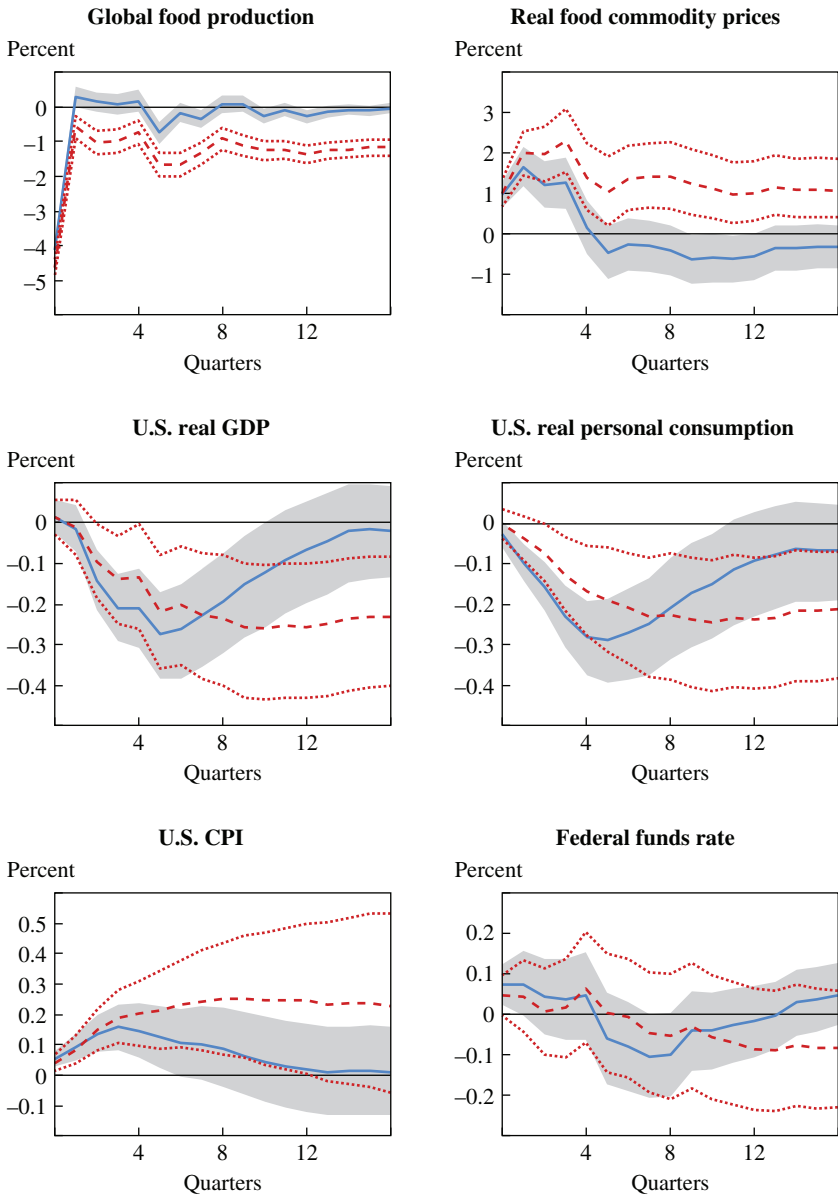 Global food production
Percent
0
–1
–2
–3
–4
–5
4
8
12
Quarters
Real food commodity prices
Percent
3
2
1
0
–1
4
8
12
Quarters
U.S. real GDP
Percent
0
–0.1
–0.2
–0.3
–0.4
4
8
12
Quarters
U.S. real personal consumption
Percent
0
–0.1
–0.2
–0.3
–0.4
4
8
12
Quarters
U.S. CPI
Percent
0.5
0.4
0.3
0.2
0.1
0
–0.1
4
8
12
Quarters
Federal funds rate
Percent
0.2
0.1
0
–0.1
–0.2
4
8
12
Quarters